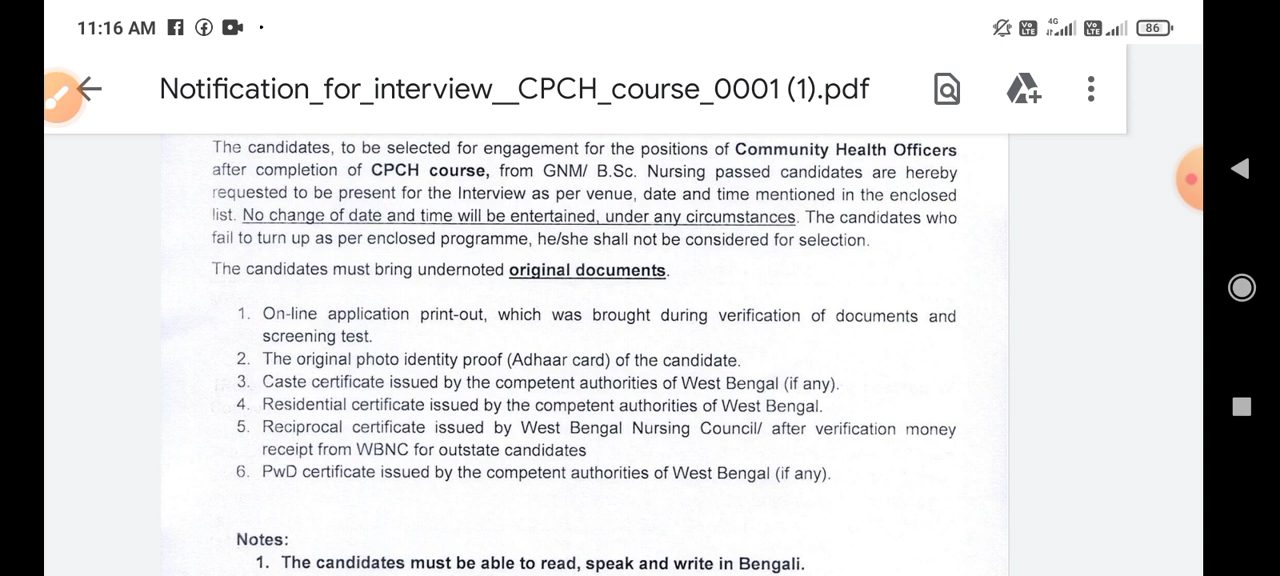 11:16 AM
4G
Vo LTE
Vo LTE
86
Notification_for_interview__CPCH_course_0001 (1).pdf
The candidates, to be selected for engagement for the positions of Community Health Officers
after completion of CPCH course, from GNM/ B.Sc. Nursing passed candidates are hereby
requested to be present for the Interview as per venue, date and time mentioned in the enclosed
list. No change of date and time will be entertained, under any circumstances. The candidates who
fail to turn up as per enclosed programme, he/she shall not be considered for selection.
The candidates must bring undernoted original documents.
1. On-line application print-out, which was brought during verification of documents and
screening test.
2. The original photo identity proof (Adhaar card) of the candidate.
3. Caste certificate issued by the competent authorities of West Bengal (if any).
4. Residential certificate issued by the competent authorities of West Bengal.
5. Reciprocal certificate issued by West Bengal Nursing Council/ after verification money
receipt from WBNC for outstate candidates
6. PwD certificate issued by the competent authorities of West Bengal (if any).
Notes:
1. The candidates must be able to read, speak and write in Bengali.